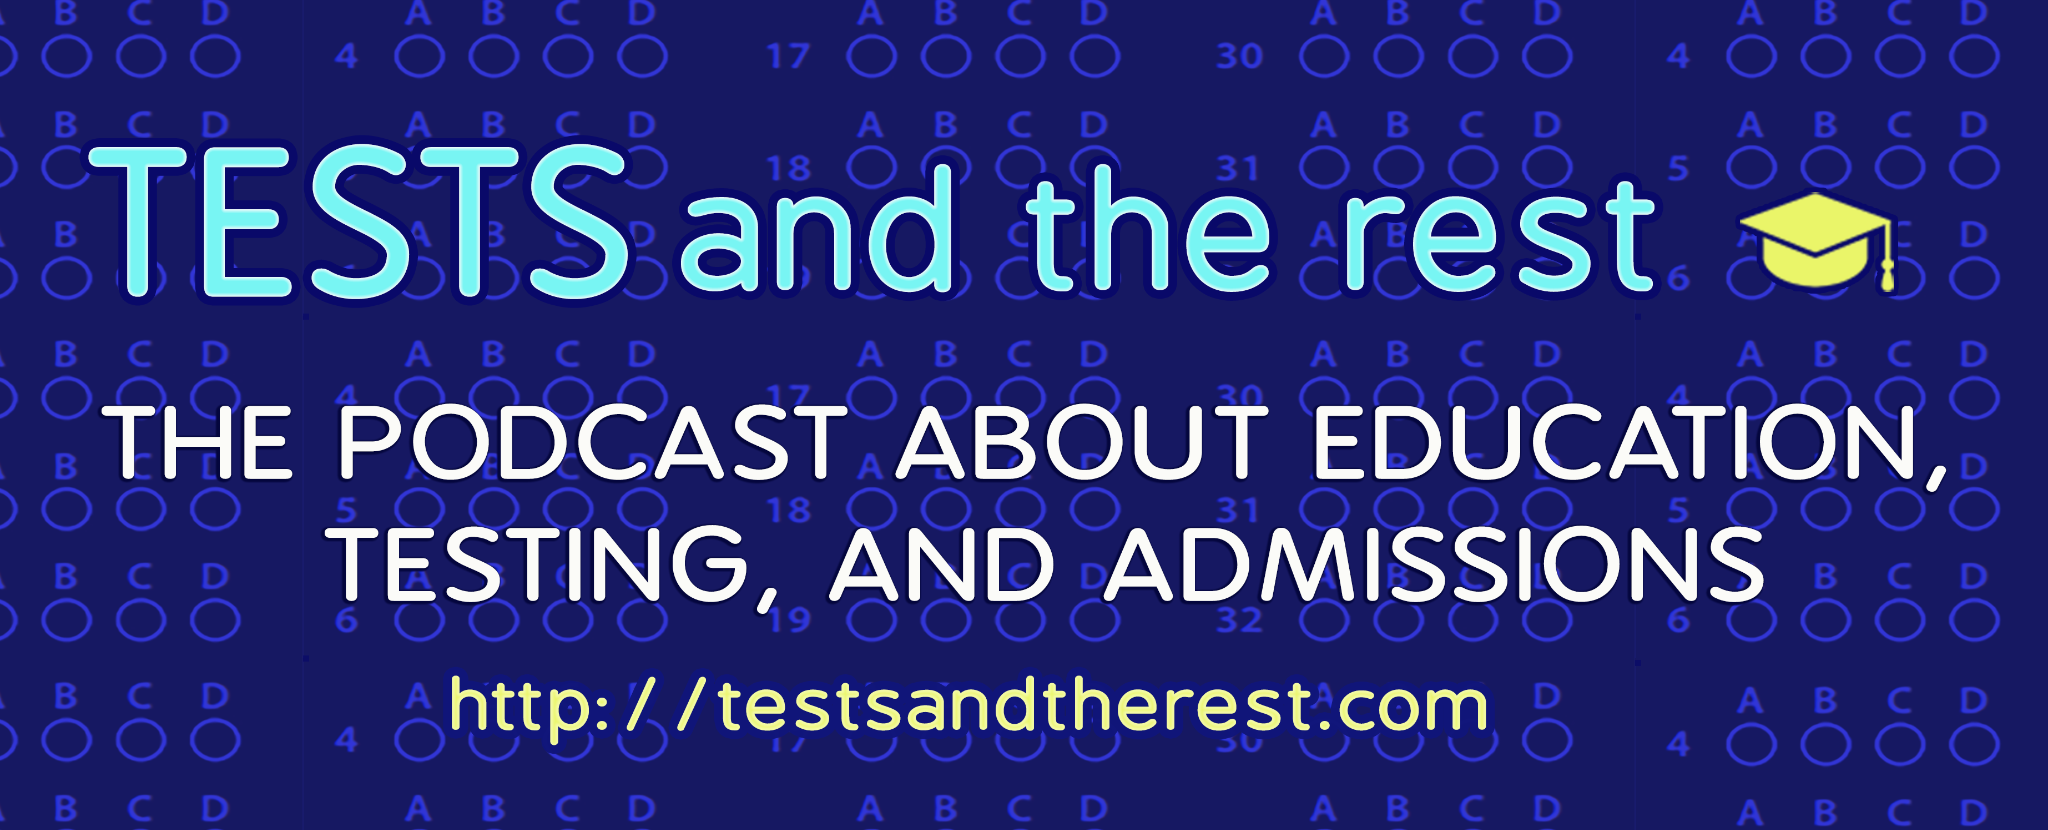 TESTS and the rest
THE PODCAST ABOUT EDUCATION,
TESTING, AND ADMISSIONS
http://testsandtherest.com